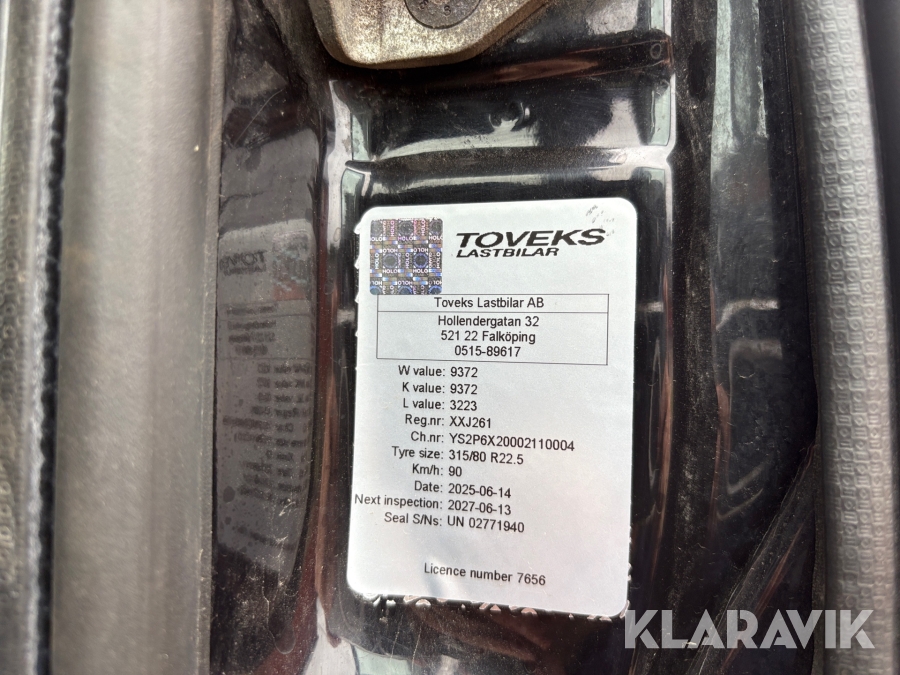 TOVEKS
LASTBILAR
Toveks Lastbilar AB
Hollendergatan 32
521 22 Falköping
0515-89617
W value: 9372
K value: 9372
L value: 3223
Reg.nr: XXJ261
Ch.nr: YS2P6X20002110004
Tyre size: 315/80 R22.5
Km/h: 90
Date: 2025-06-14
Next inspection: 2027-06-13
Seal S/Ns: UN 02771940
Licence number 7656
KLARAVIK